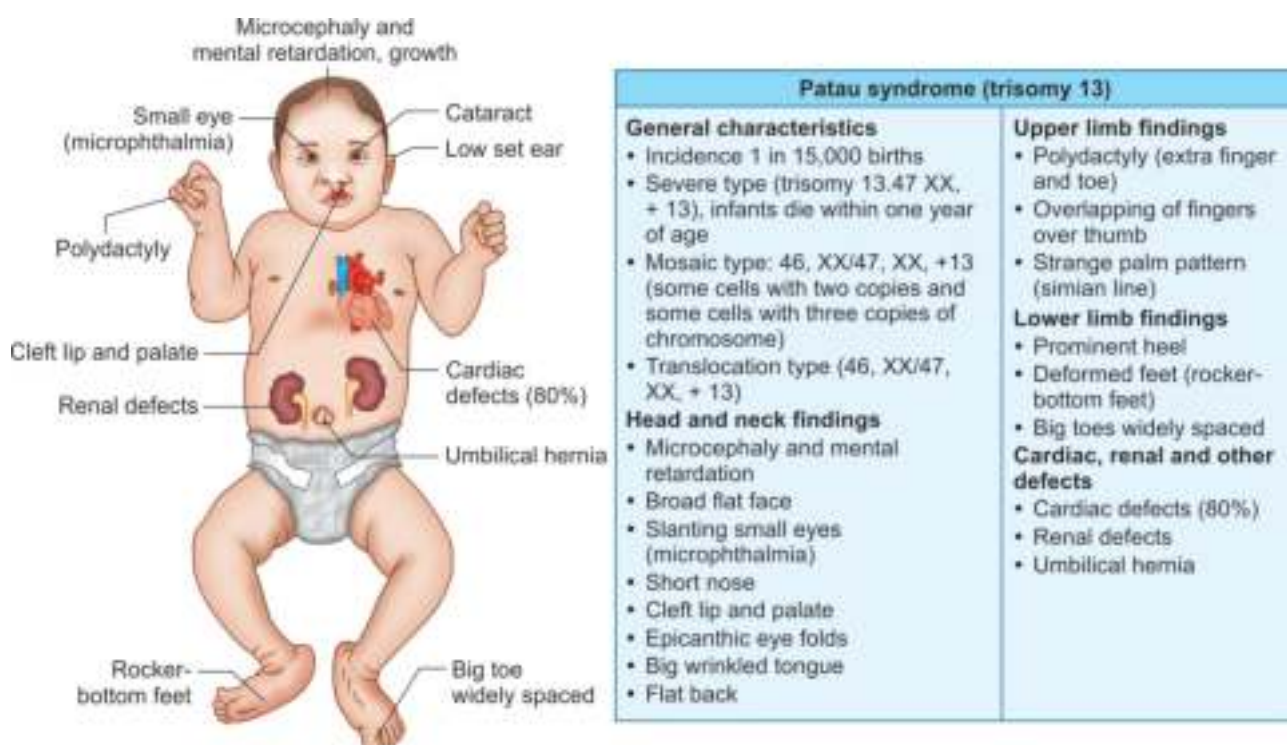 Microcephaly and
mental retardation, growth
Small eye
(microphthalmia)
Cataract
Low set ear
Polydactyly
Cleft lip and palate
Renal defects
Cardiac
defects (80%)
Umbilical hernia
Rocker-
bottom feet
Big toe
widely spaced
Patau syndrome (trisomy 13)
General characteristics
• Incidence 1 in 15,000 births
• Severe type (trisomy 13.47 XX,
+ 13), infants die within one year
of age
• Mosaic type: 46, XX/47, XX, +13
(some cells with two copies and
some cells with three copies of
chromosome)
• Translocation type (46, XX/47,
XX, + 13)
Head and neck findings
• Microcephaly and mental
retardation
• Broad flat face
• Slanting small eyes
(microphthalmia)
• Short nose
• Cleft lip and palate
• Epicanthic eye folds
• Big wrinkled tongue
• Flat back
Upper limb findings
• Polydactyly (extra finger
and toe)
• Overlapping of fingers
over thumb
• Strange palm pattern
(simian line)
Lower limb findings
• Prominent heel
• Deformed feet (rocker-
bottom feet)
• Big toes widely spaced
Cardiac, renal and other
defects
• Cardiac defects (80%)
• Renal defects
• Umbilical hernia